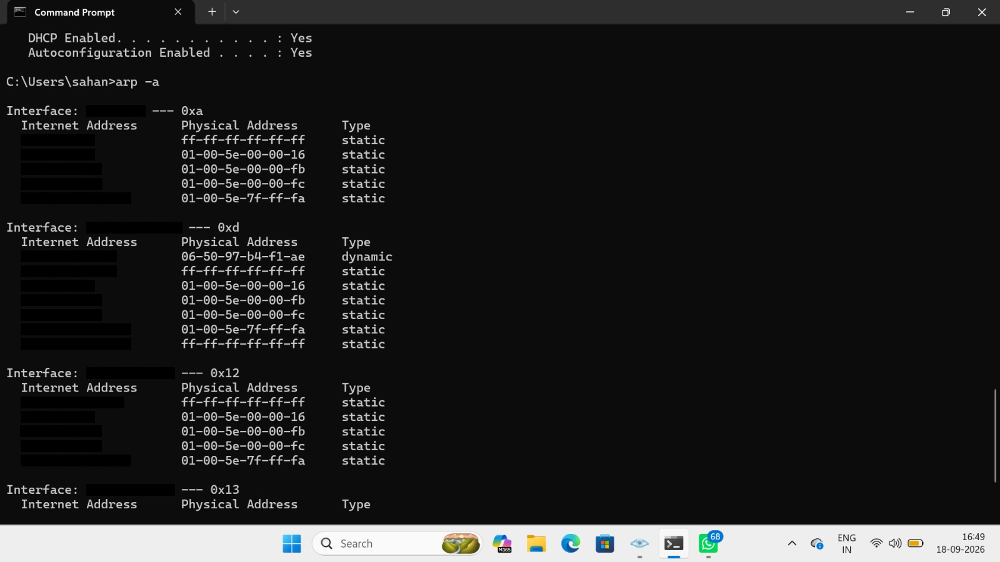 Command Prompt
DHCP Enabled. . . . . . . . . . . : Yes
Autoconfiguration Enabled . . . . : Yes
C:\Users\sahan>arp -a
Interface: --- 0xa
Internet Address Physical Address Type
ff-ff-ff-ff-ff-ff static
01-00-5e-00-00-16 static
01-00-5e-00-00-fb static
01-00-5e-00-00-fc static
01-00-5e-7f-ff-fa static
Interface: --- 0xd
Internet Address Physical Address Type
06-50-97-b4-f1-ae dynamic
ff-ff-ff-ff-ff-ff static
01-00-5e-00-00-16 static
01-00-5e-00-00-fb static
01-00-5e-00-00-fc static
01-00-5e-7f-ff-fa static
ff-ff-ff-ff-ff-ff static
Interface: --- 0x12
Internet Address Physical Address Type
ff-ff-ff-ff-ff-ff static
01-00-5e-00-00-16 static
01-00-5e-00-00-fb static
01-00-5e-00-00-fc static
01-00-5e-7f-ff-fa static
Interface: --- 0x13
Internet Address Physical Address Type
Search
M365
68
ENG
IN
16:49
18-09-2026